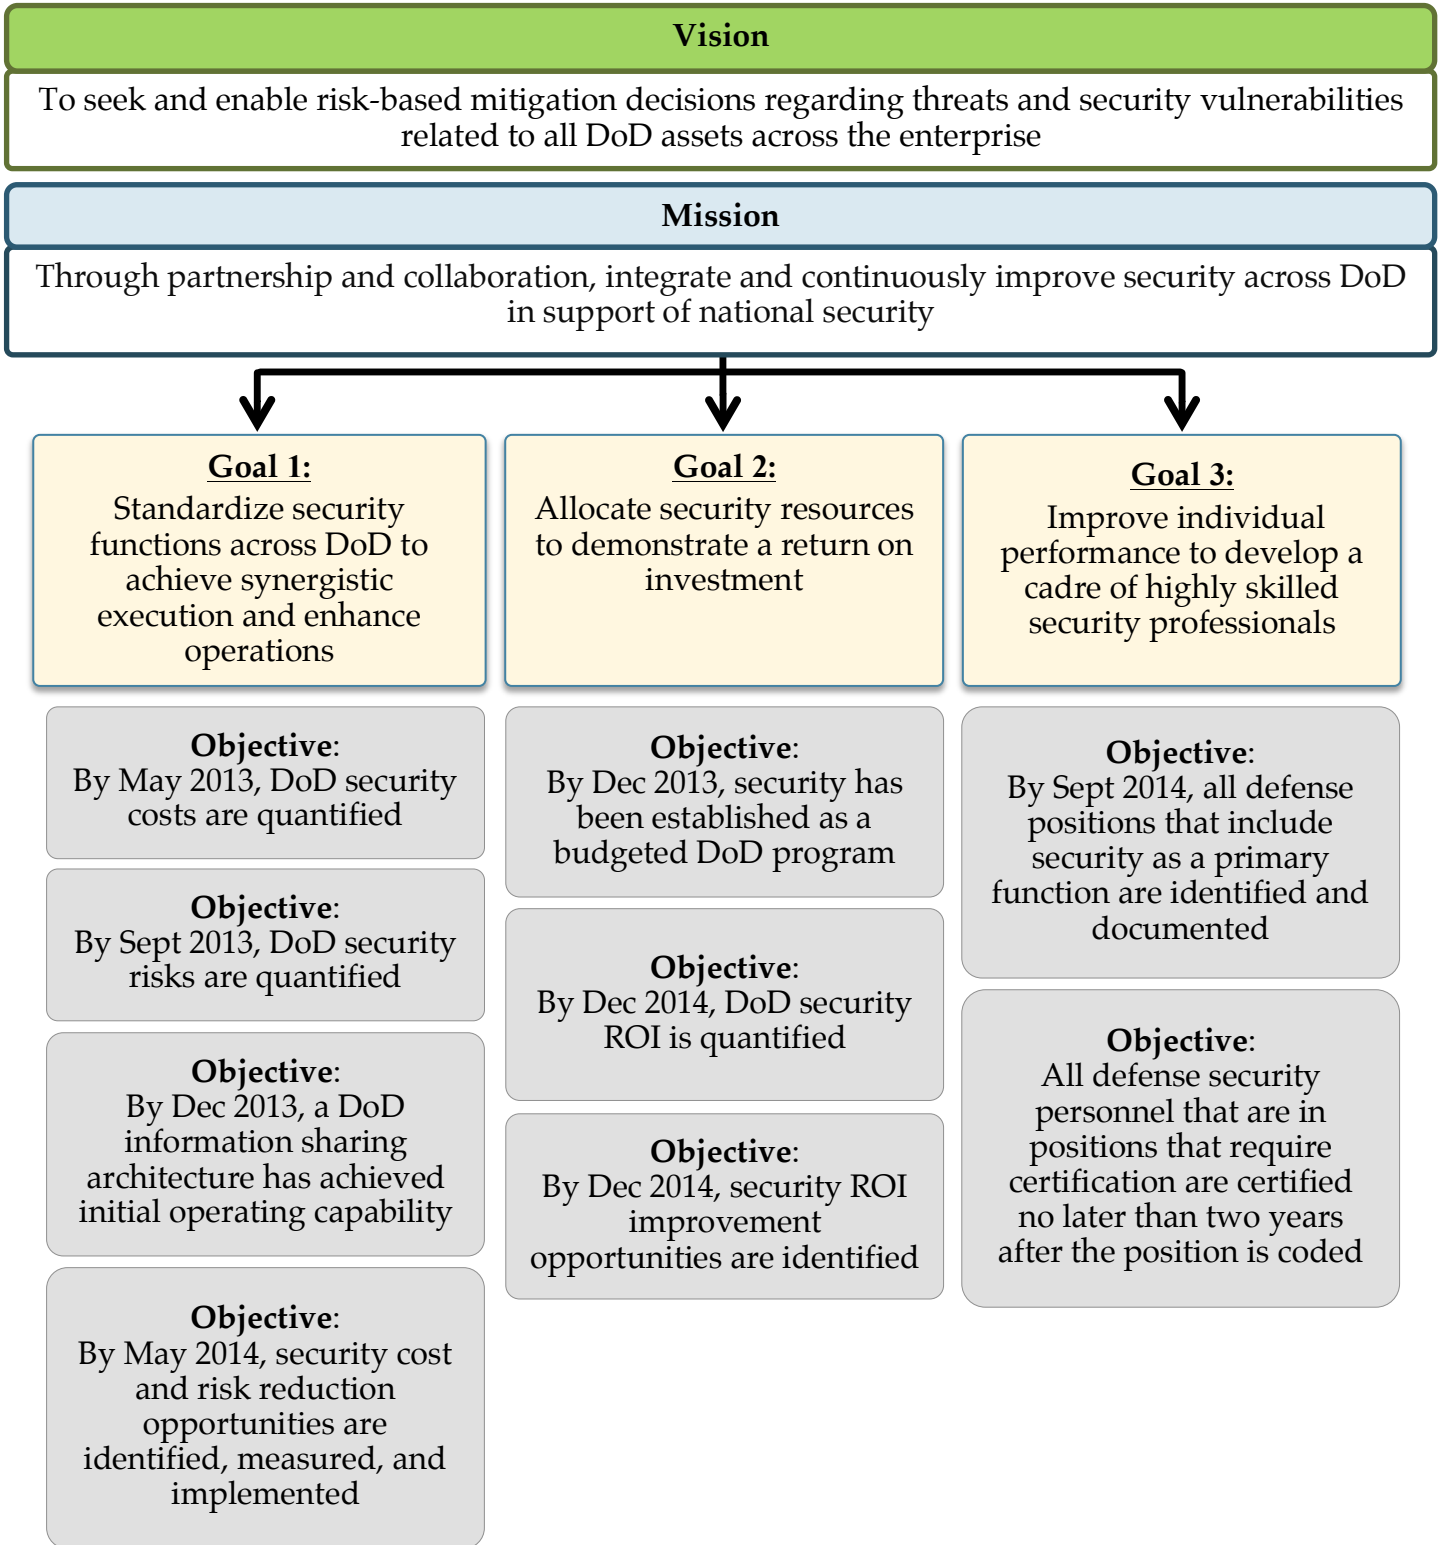 Vision
To seek and enable risk-based mitigation decisions regarding threats and security vulnerabilities
related to all DoD assets across the enterprise
Mission
Through partnership and collaboration, integrate and continuously improve security across DoD
in support of national security
Goal 1:
Standardize security
functions across DoD to
achieve synergistic
execution and enhance
operations
Objective:
By May 2013, DoD security
costs are quantified
Objective:
By Sept 2013, DoD security
risks are quantified
Objective:
By Dec 2013, a DoD
information sharing
architecture has achieved
initial operating capability
Objective:
By May 2014, security cost
and risk reduction
opportunities are
identified, measured, and
implemented
Goal 2:
Allocate security resources
to demonstrate a return on
investment
Objective:
By Dec 2013, security has
been established as a
budgeted DoD program
Objective:
By Dec 2014, DoD security
ROI is quantified
Objective:
By Dec 2014, security ROI
improvement
opportunities are identified
Goal 3:
Improve individual
performance to develop a
cadre of highly skilled
security professionals
Objective:
By Sept 2014, all defense
positions that include
security as a primary
function are identified and
documented
Objective:
All defense security
personnel that are in
positions that require
certification are certified
no later than two years
after the position is coded